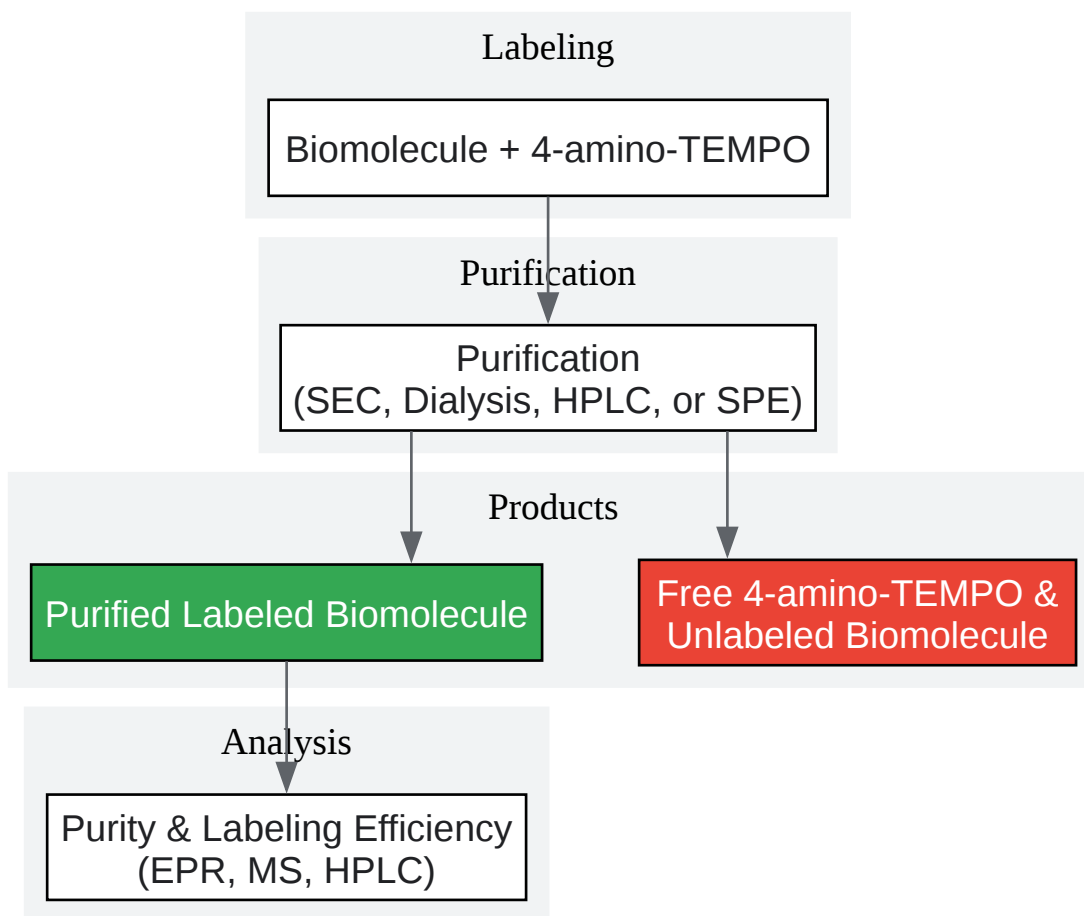 Labeling
Biomolecule + 4-amino-TEMPO
Purification
Purification
(SEC, Dialysis, HPLC, or SPE)
Products
Purified Labeled Biomolecule
Free 4-amino-TEMPO &
Unlabeled Biomolecule
Analysis
Purity & Labeling Efficiency
(EPR, MS, HPLC)